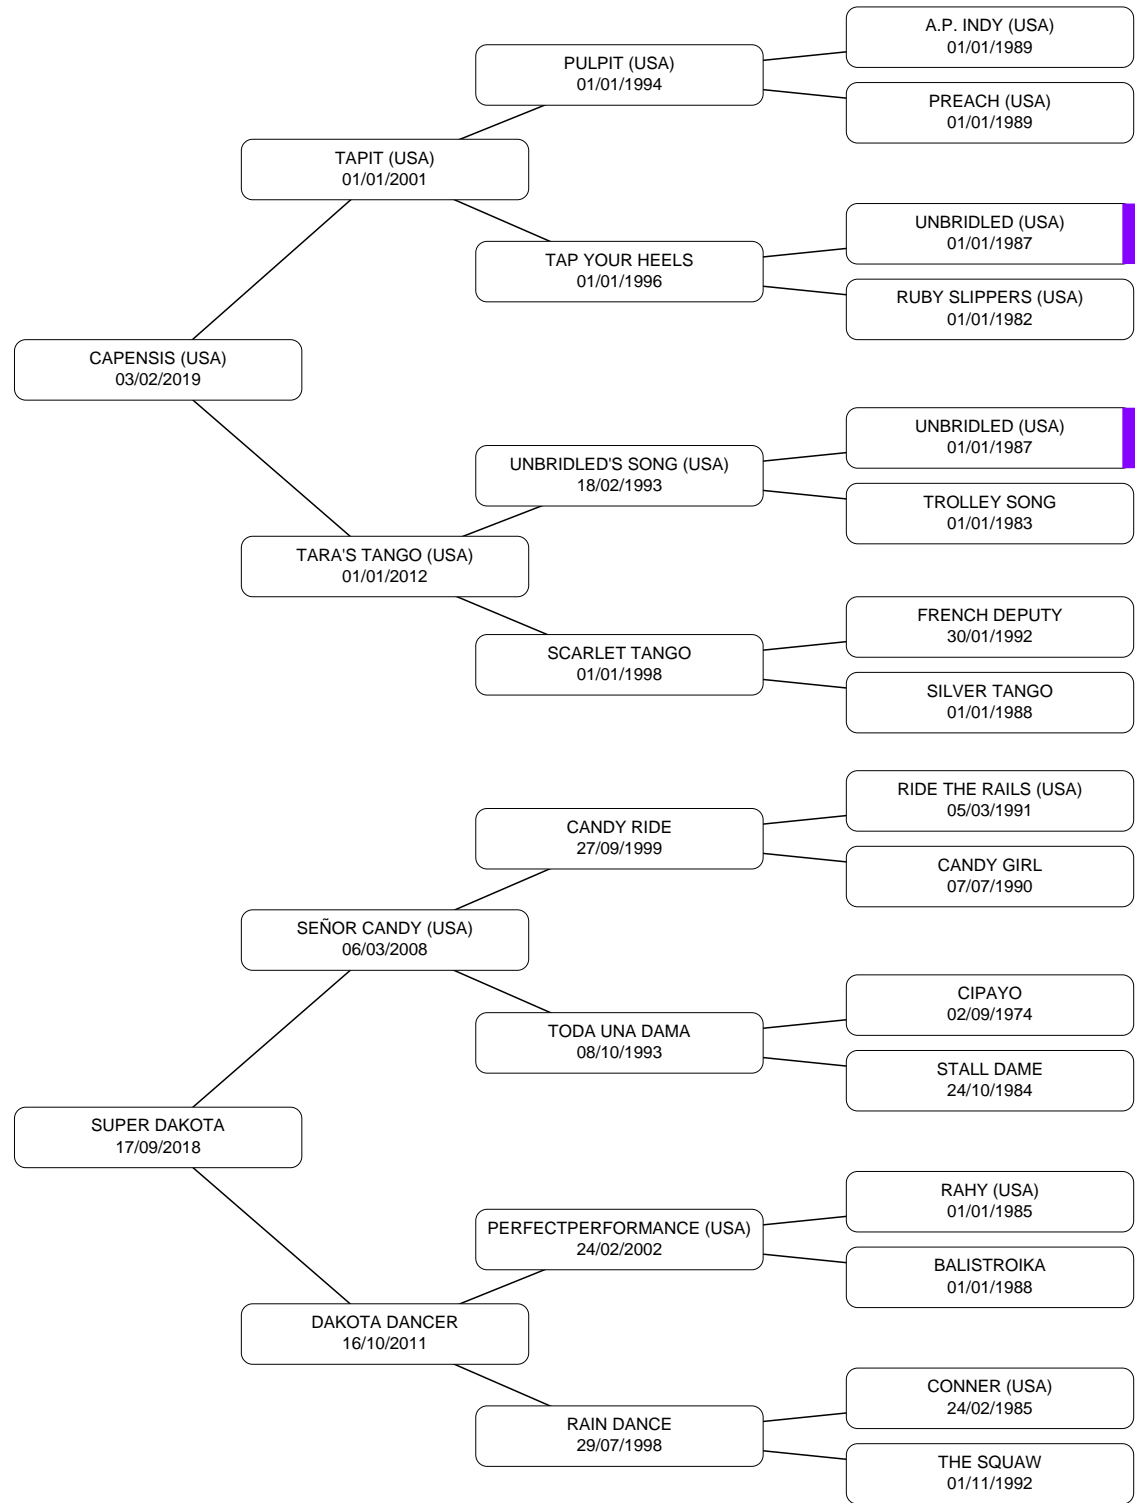 A.P. INDY (USA)
01/01/1989
PULPIT (USA)
01/01/1994
PREACH (USA)
01/01/1989
TAPIT (USA)
01/01/2001
UNBRIDLED (USA)
01/01/1987
TAP YOUR HEELS
01/01/1996
RUBY SLIPPERS (USA)
01/01/1982
CAPENSIS (USA)
03/02/2019
UNBRIDLED (USA)
01/01/1987
UNBRIDLED'S SONG (USA)
18/02/1993
TROLLEY SONG
01/01/1983
TARA'S TANGO (USA)
01/01/2012
FRENCH DEPUTY
30/01/1992
SCARLET TANGO
01/01/1998
SILVER TANGO
01/01/1988
RIDE THE RAILS (USA)
05/03/1991
CANDY RIDE
27/09/1999
CANDY GIRL
07/07/1990
SEÑOR CANDY (USA)
06/03/2008
CIPAYO
02/09/1974
TODA UNA DAMA
08/10/1993
STALL DAME
24/10/1984
SUPER DAKOTA
17/09/2018
RAHY (USA)
01/01/1985
PERFECTPERFORMANCE (USA)
24/02/2002
BALISTROIKA
01/01/1988
DAKOTA DANCER
16/10/2011
CONNER (USA)
24/02/1985
RAIN DANCE
29/07/1998
THE SQUAW
01/11/1992